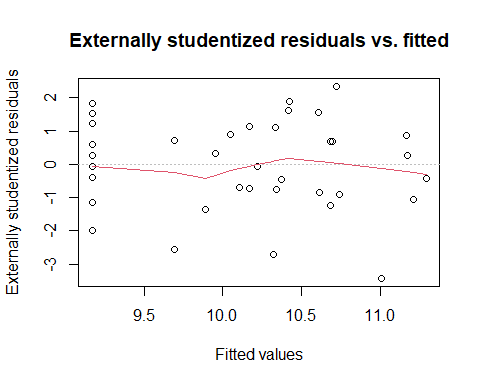 Externally studentized residuals vs. fitted
Externally studentized residuals
2
1
0
-1
-2
-3
9.5 10.0 10.5 11.0
Fitted values